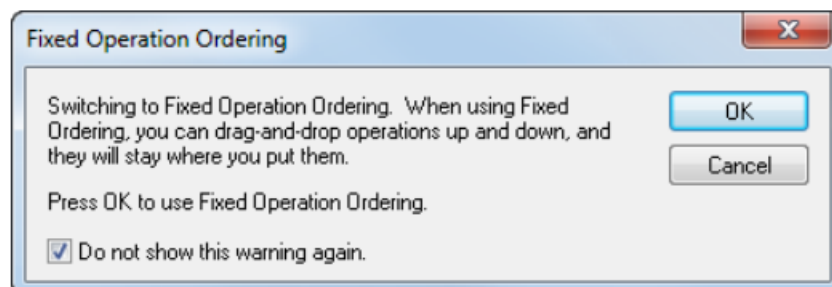 Fixed Operation Ordering
Switching to Fixed Operation Ordering. When using Fixed
Ordering, you can drag-and-drop operations up and down, and
they will stay where you put them.
OK
Cancel
Press OK to use Fixed Operation Ordering.
Do not show this warning again.